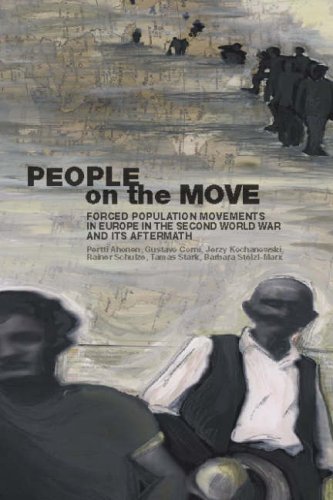 PEOPLE
on the MOVE
FORCED POPULATION MOVEMENTS
IN EUROPE IN THE SECOND WORLD WAR
AND ITS AFTERMATH
Pertti Ahonen, Gustavo Corni, Jerzy Kochanowski,
Rainer Schulze, Tamás Stark, Barbara Stelzl-Marx